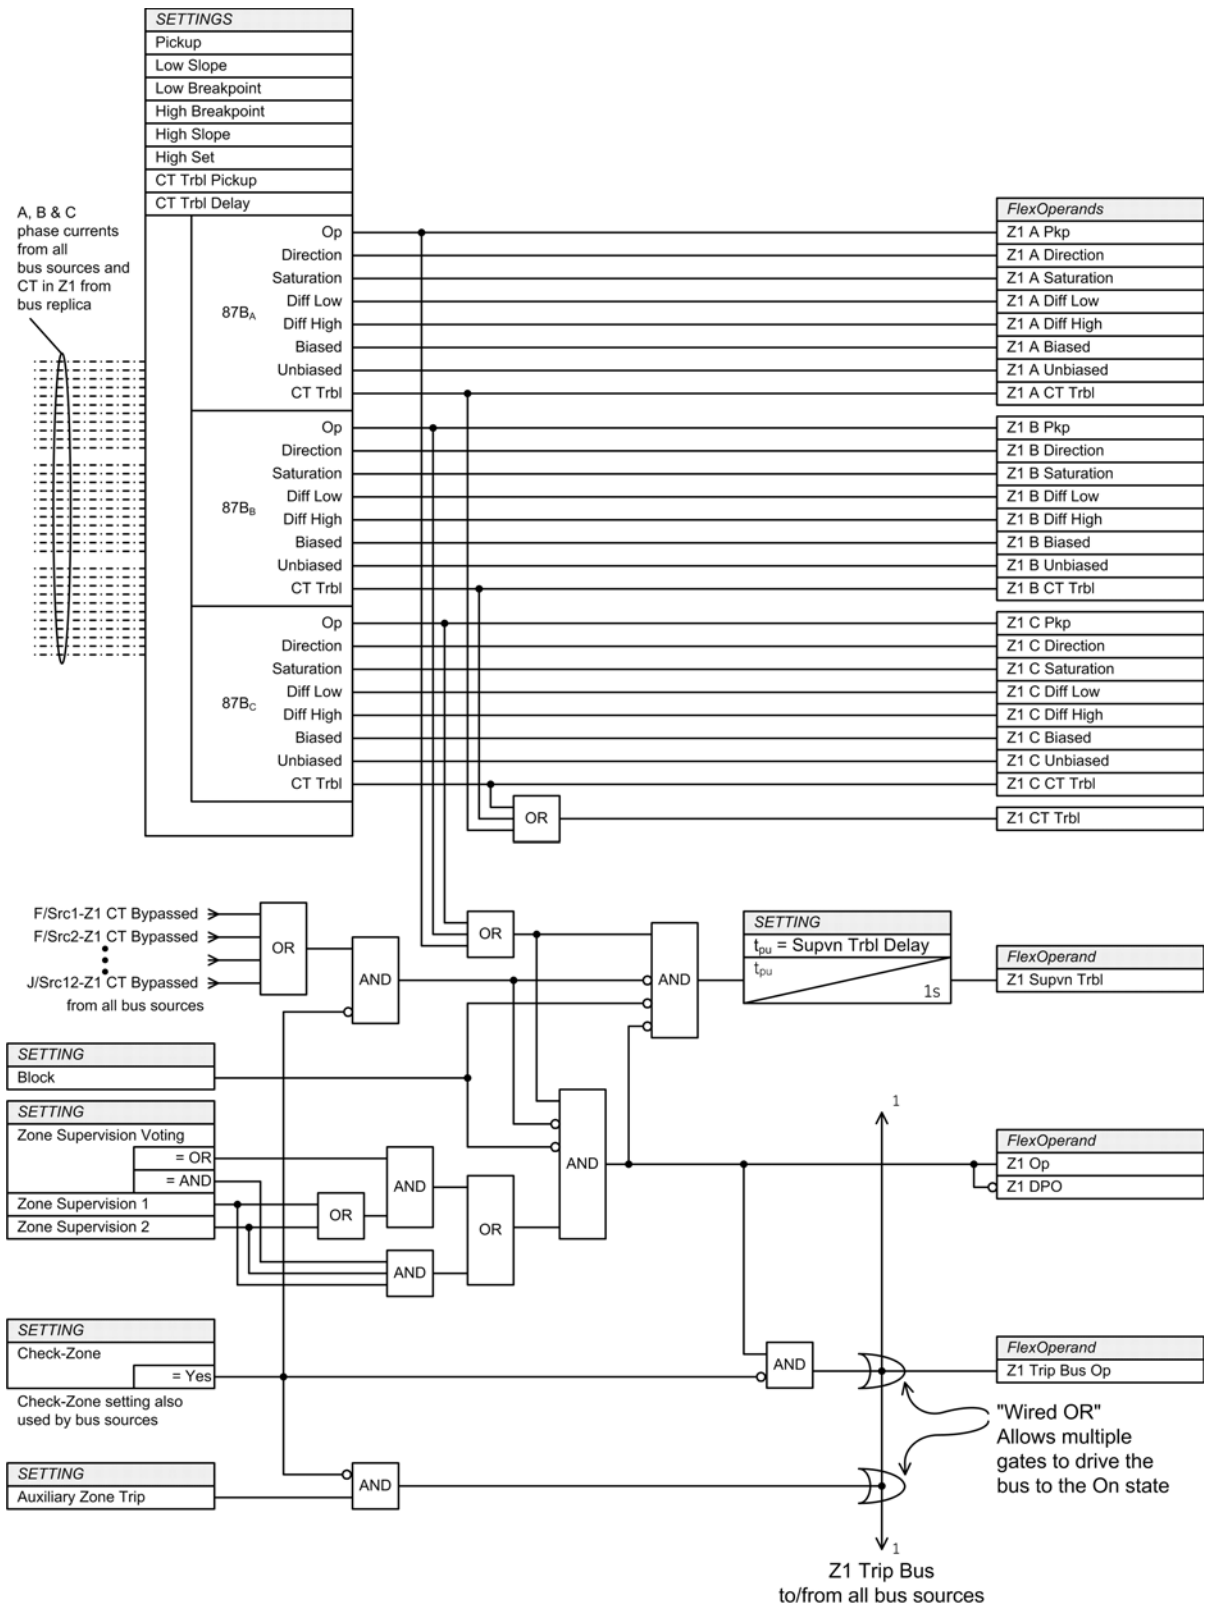 SETTINGS
Pickup
Low Slope
Low Breakpoint
High Breakpoint
High Slope
High Set
CT Trbl Pickup
CT Trbl Delay
A, B & C
phase currents
from all
bus sources and
CT in Z1 from
bus replica
87BA
Op
Direction
Saturation
Diff Low
Diff High
Biased
Unbiased
CT Trbl
87BB
Op
Direction
Saturation
Diff Low
Diff High
Biased
Unbiased
CT Trbl
87BC
Op
Direction
Saturation
Diff Low
Diff High
Biased
Unbiased
CT Trbl
FlexOperands
Z1 A Pkp
Z1 A Direction
Z1 A Saturation
Z1 A Diff Low
Z1 A Diff High
Z1 A Biased
Z1 A Unbiased
Z1 A CT Trbl
Z1 B Pkp
Z1 B Direction
Z1 B Saturation
Z1 B Diff Low
Z1 B Diff High
Z1 B Biased
Z1 B Unbiased
Z1 B CT Trbl
Z1 C Pkp
Z1 C Direction
Z1 C Saturation
Z1 C Diff Low
Z1 C Diff High
Z1 C Biased
Z1 C Unbiased
Z1 C CT Trbl
OR
Z1 CT Trbl
F/Src1-Z1 CT Bypassed
F/Src2-Z1 CT Bypassed
J/Src12-Z1 CT Bypassed
from all bus sources
OR
AND
OR
AND
SETTING
tpu = Supvn Trbl Delay
tpu
1s
FlexOperand
Z1 Supvn Trbl
SETTING
Block
SETTING
Zone Supervision Voting
= OR
= AND
Zone Supervision 1
Zone Supervision 2
OR
AND
AND
OR
AND
1
FlexOperand
Z1 Op
Z1 DPO
SETTING
Check-Zone
= Yes
Check-Zone setting also
used by bus sources
AND
FlexOperand
Z1 Trip Bus Op
"Wired OR"
Allows multiple
gates to drive the
bus to the On state
SETTING
Auxiliary Zone Trip
AND
1
Z1 Trip Bus
to/from all bus sources